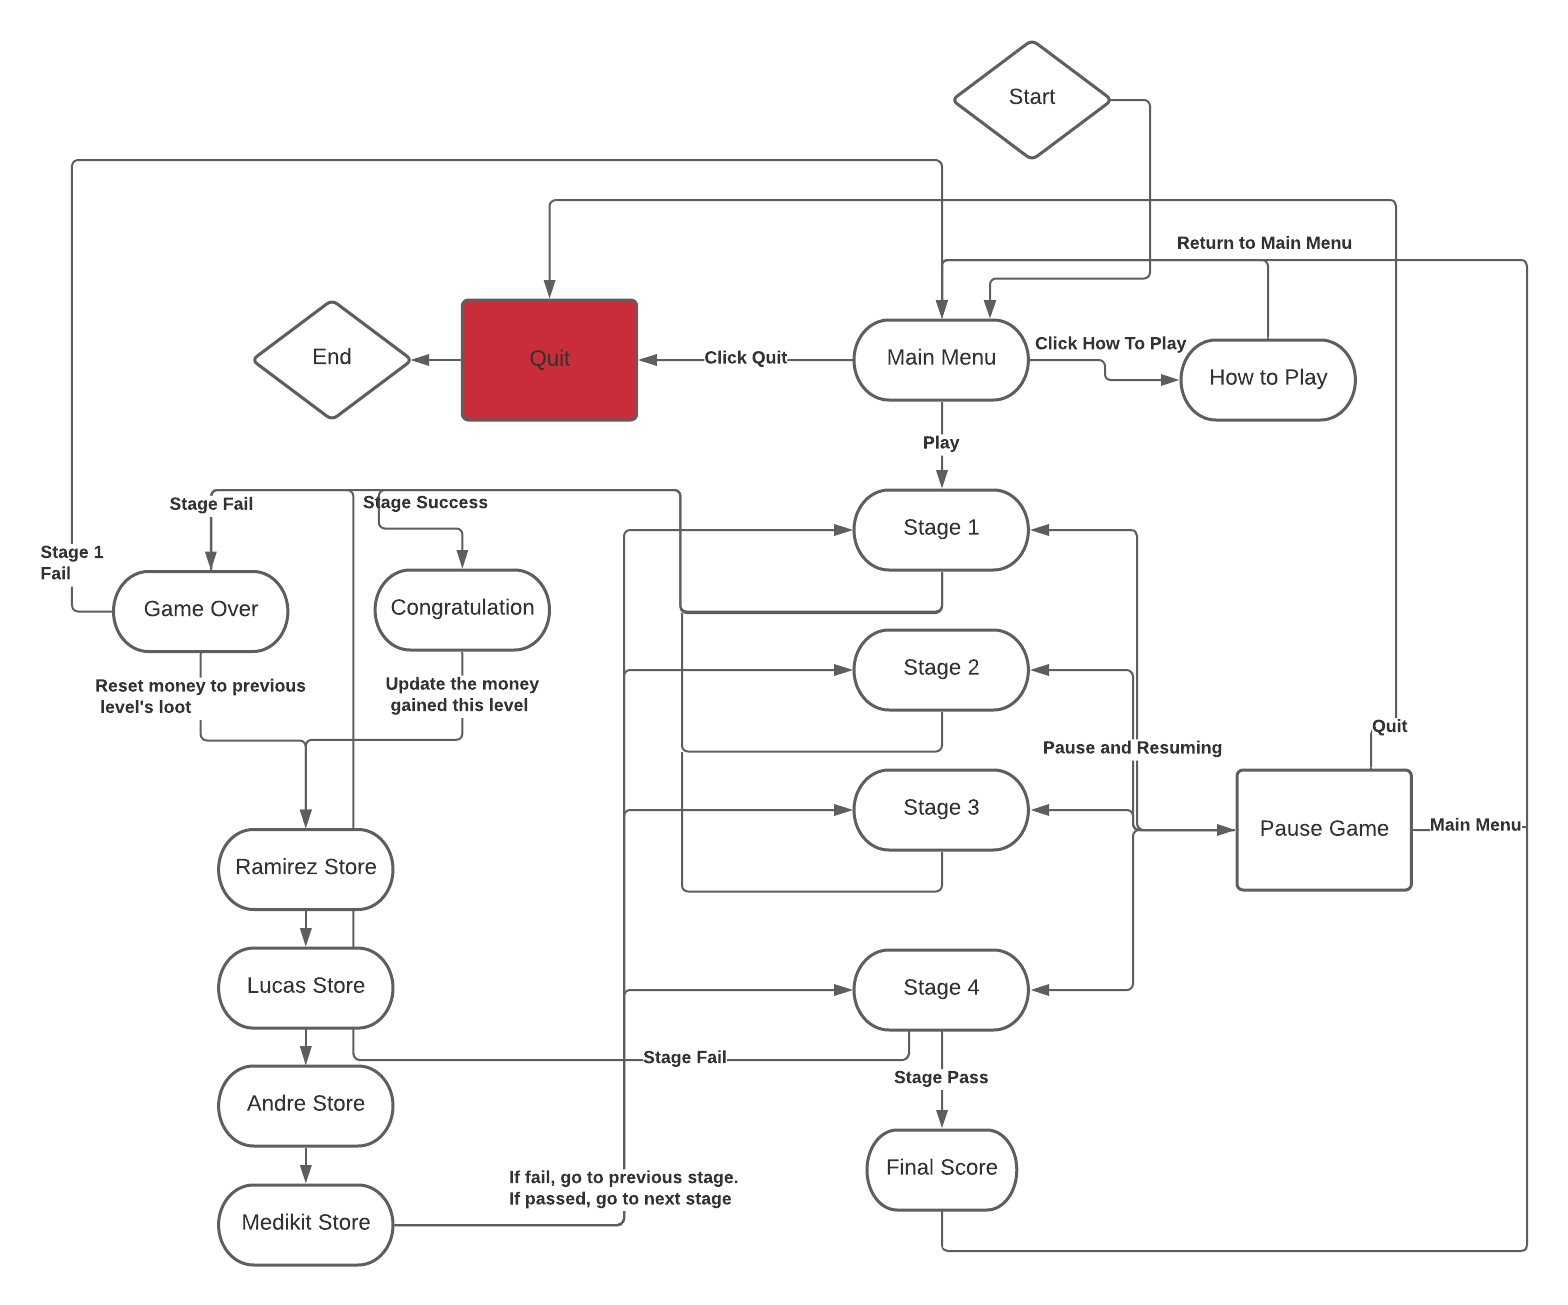 Start
Return to Main Menu
End
Quit
Click Quit
Main Menu
Click How To Play
How to Play
Play
Stage Fail
Stage Success
Stage 1
Stage 1
Fail
Game Over
Congratulation
Stage 2
Reset money to previous
level's loot
Update the money
gained this level
Quit
Pause and Resuming
Stage 3
Pause Game
Main Menu
Ramirez Store
Lucas Store
Stage 4
Stage Fail
Stage Pass
Andre Store
Final Score
If fail, go to previous stage.
If passed, go to next stage
Medikit Store